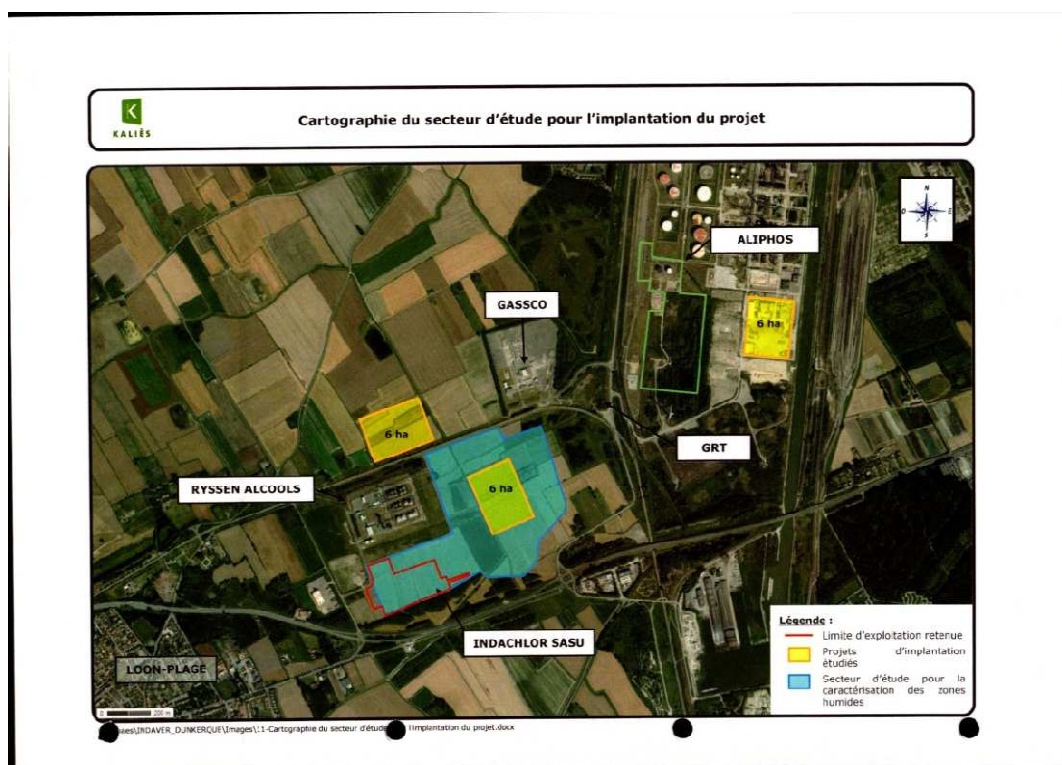 K
KALIÈS
Cartographie du secteur d'étude pour l'implantation du projet
N
O E
S
ALIPHOS
GASSCO
6 ha
6 ha
GRT
RYSSEN ALCOOLS
6 ha
INDACHLOR SASU
LOON-PLAGE
Légende :
Limite d'exploitation retenue
Projets d'implantation
étudiés
Secteur d'étude pour la
caractérisation des zones
humides
0 200 m
\INDAVER_DUNKERQUE\Images\11-Cartographie du secteur d'étude l'implantation du projet.docx